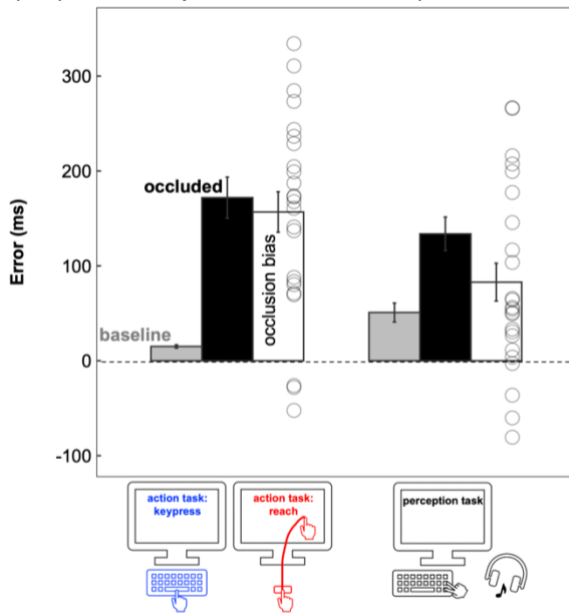 300
200
100
0
-100
Error (ms)
occluded
baseline
occlusion bias
action task:
keypress
action task:
reach
perception task